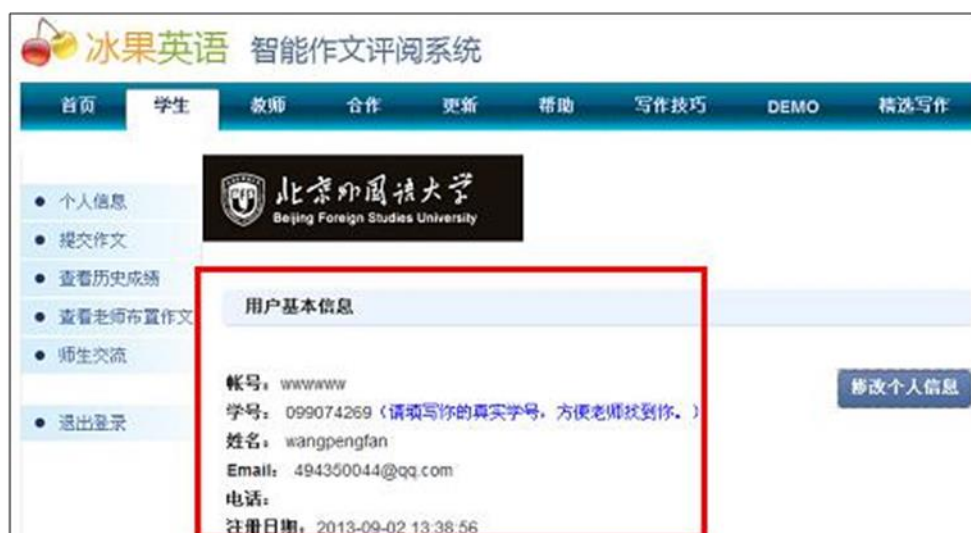 冰果英语 智能作文评阅系统
首页 学生 教师 合作 更新 帮助 写作技巧 DEMO 精选写作
北京外国语大学
Beijing Foreign Studies University
个人信息
提交作文
查看历史成绩
查看老师布置作文
师生交流
退出登录
用户基本信息
修改个人信息
帐号：wwwwww
学号：099074269（请填写你的真实学号，方便老师找到你。）
姓名：wangpengfan
Email：494350044@qq.com
电话：
注册日期：2013-09-02 13:38:56